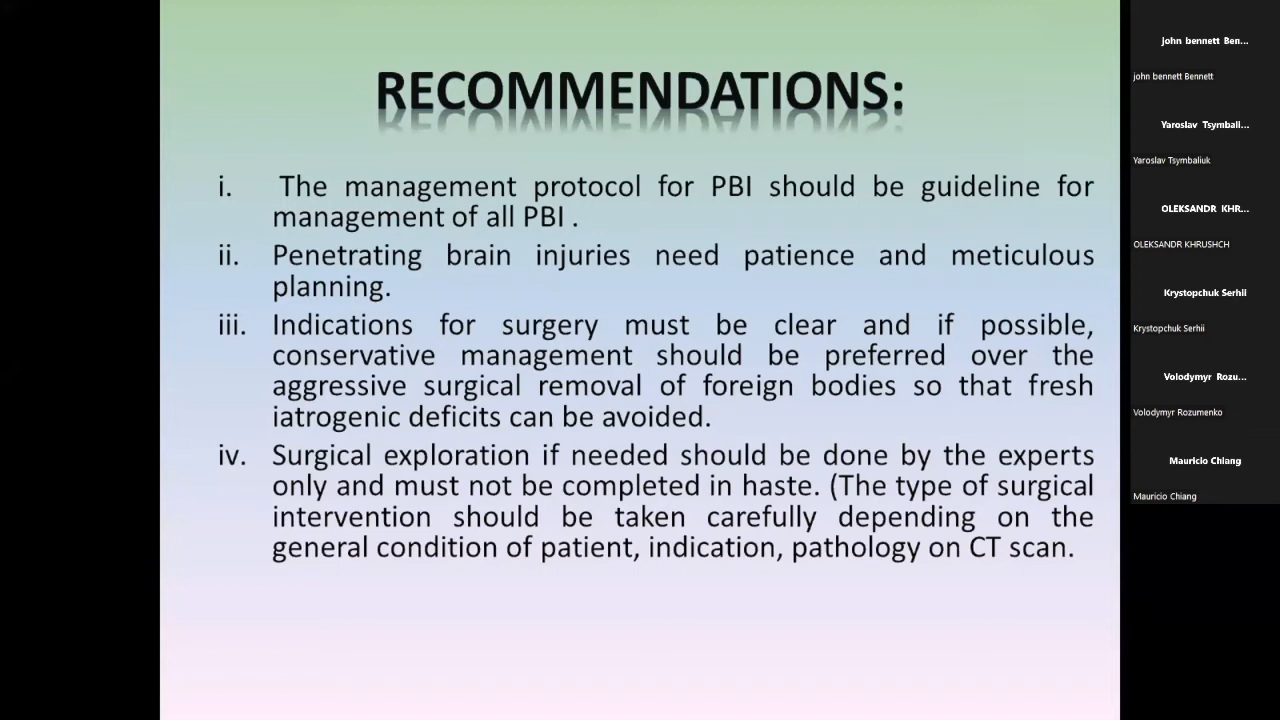 RECOMMENDATIONS:
i. The management protocol for PBI should be guideline for
management of all PBI .
ii. Penetrating brain injuries need patience and meticulous
planning.
iii. Indications for surgery must be clear and if possible,
conservative management should be preferred over the
aggressive surgical removal of foreign bodies so that fresh
iatrogenic deficits can be avoided.
iv. Surgical exploration if needed should be done by the experts
only and must not be completed in haste. (The type of surgical
intervention should be taken carefully depending on the
general condition of patient, indication, pathology on CT scan.
John bennett Ben...
john bennett Bennett
Yaroslav Tsymbali...
Yaroslav Tsymbaliuk
OLEKSANDR KHR...
OLEKSANDR KHRUSHCH
Krystopchuk Serhii
Krystopchuk Serhii
Volodymyr Rozu...
Volodymyr Rozumenko
Mauricio Chiang
Mauricio Chiang